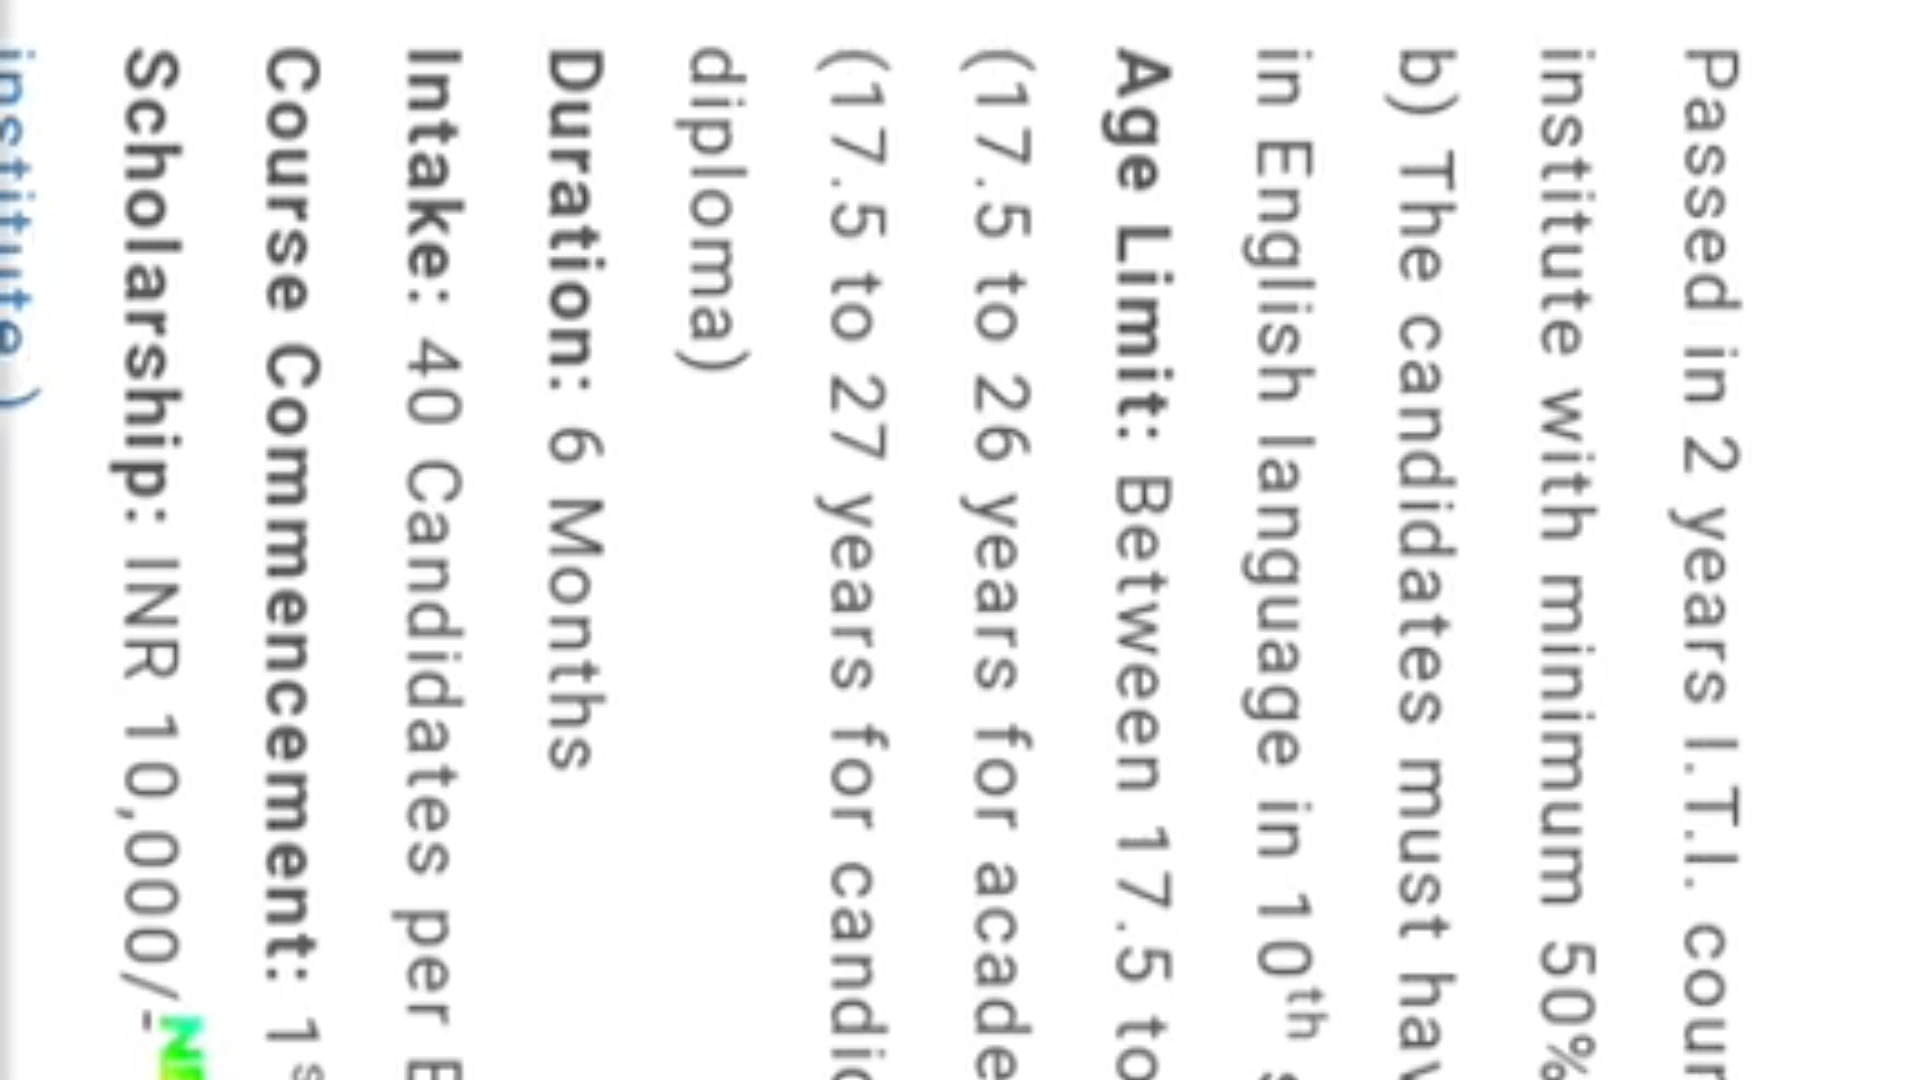 Passed in 2 years I.T.I. cour
institute with minimum 50%
b) The candidates must hav
in English language in 10th s
Age Limit: Between 17.5 to
(17.5 to 26 years for acade
(17.5 to 27 years for candid
diploma)
Duration: 6 Months
Intake: 40 Candidates per B
Course Commencement: 1s
Scholarship: INR 10,000/-
institute )